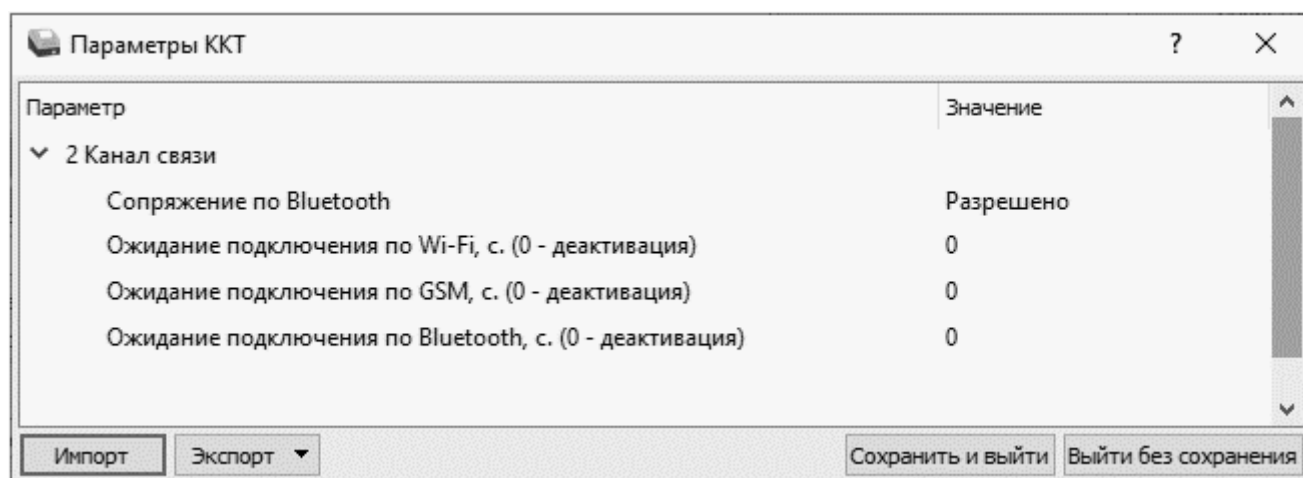 Параметры ККТ ?
Параметр Значение
2 Канал связи
Сопряжение по Bluetooth Разрешено
Ожидание подключения по Wi-Fi, с. (0 - деактивация) 0
Ожидание подключения по GSM, с. (0 - деактивация) 0
Ожидание подключения по Bluetooth, с. (0 - деактивация) 0
Импорт Экспорт Сохранить и выйти Выйти без сохранения